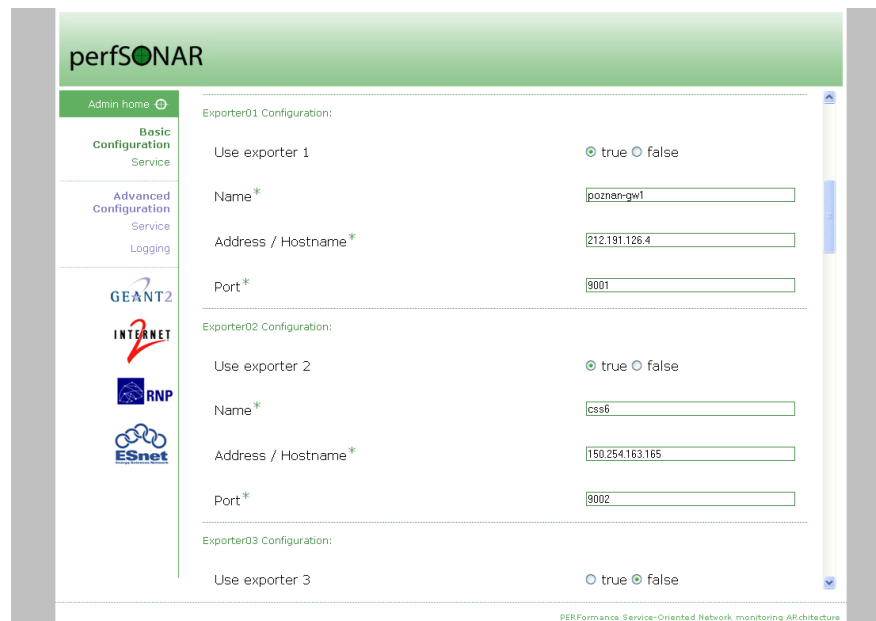 perfSONAR
Admin home
Basic
Configuration
Service
Advanced
Configuration
Service
Logging
GEANT2
INTERNET
2
RNP
ESnet
Exporter01 Configuration:
Use exporter 1 true false
Name* poznan-gw1
Address / Hostname* 212.191.126.4
Port* 9001
Exporter02 Configuration:
Use exporter 2 true false
Name* css6
Address / Hostname* 150.254.163.165
Port* 9002
Exporter03 Configuration:
Use exporter 3 true false
PERFormance Service-Oriented Network monitoring ARchitecture